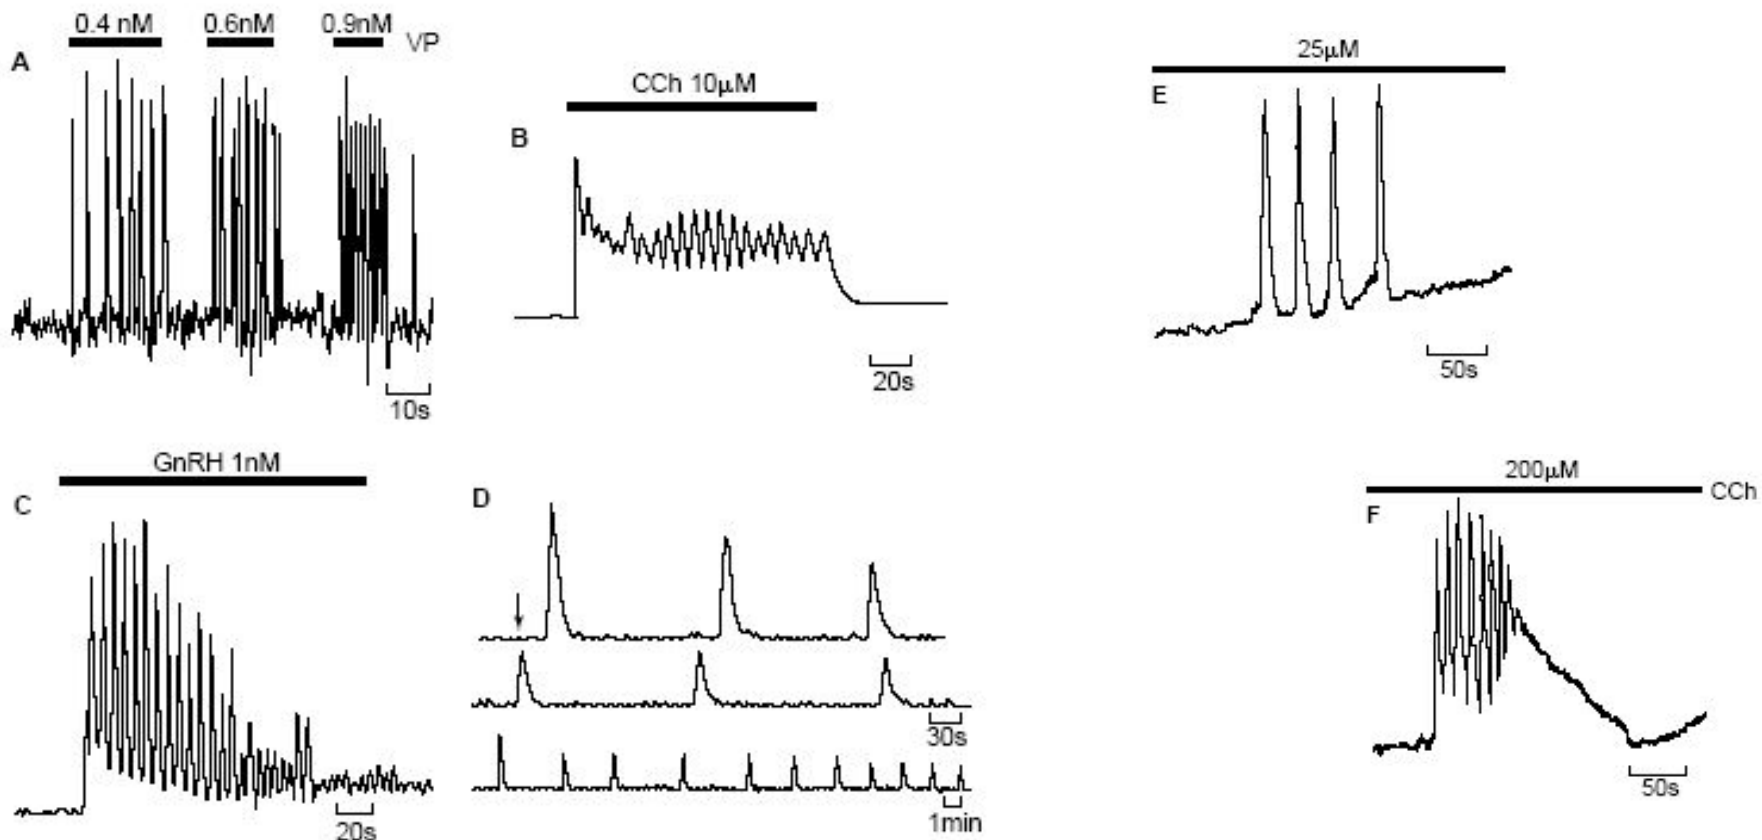 0.4 nM 0.6nM 0.9nM VP
A
10s
CCh 10μM
B
20s
25μM
E
50s
GnRH 1nM
C
20s
D
30s
1min
200μM
CCh
F
50s